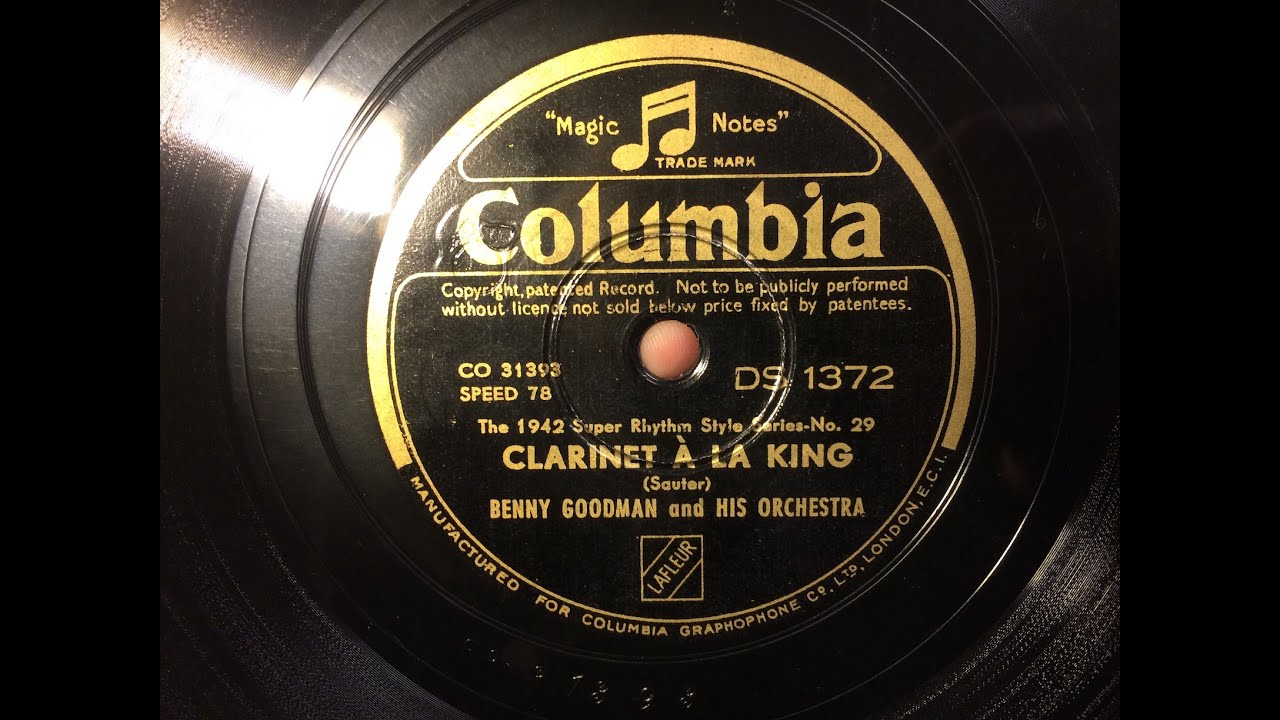 "Magic Notes"
TRADE MARK
Columbia
Copyright, patented Record. Not to be publicly performed
without licence not sold below price fixed by patentees.
CO 31393 DS. 1372
SPEED 78
The 1942 Super Rhythm Style Series-No. 29
CLARINET À LA KING
(Sauter)
BENNY GOODMAN and HIS ORCHESTRA
LAFLEUR
MANUFACTURED FOR COLUMBIA GRAPHOPHONE CO. LTD, LONDON, E.C.1.